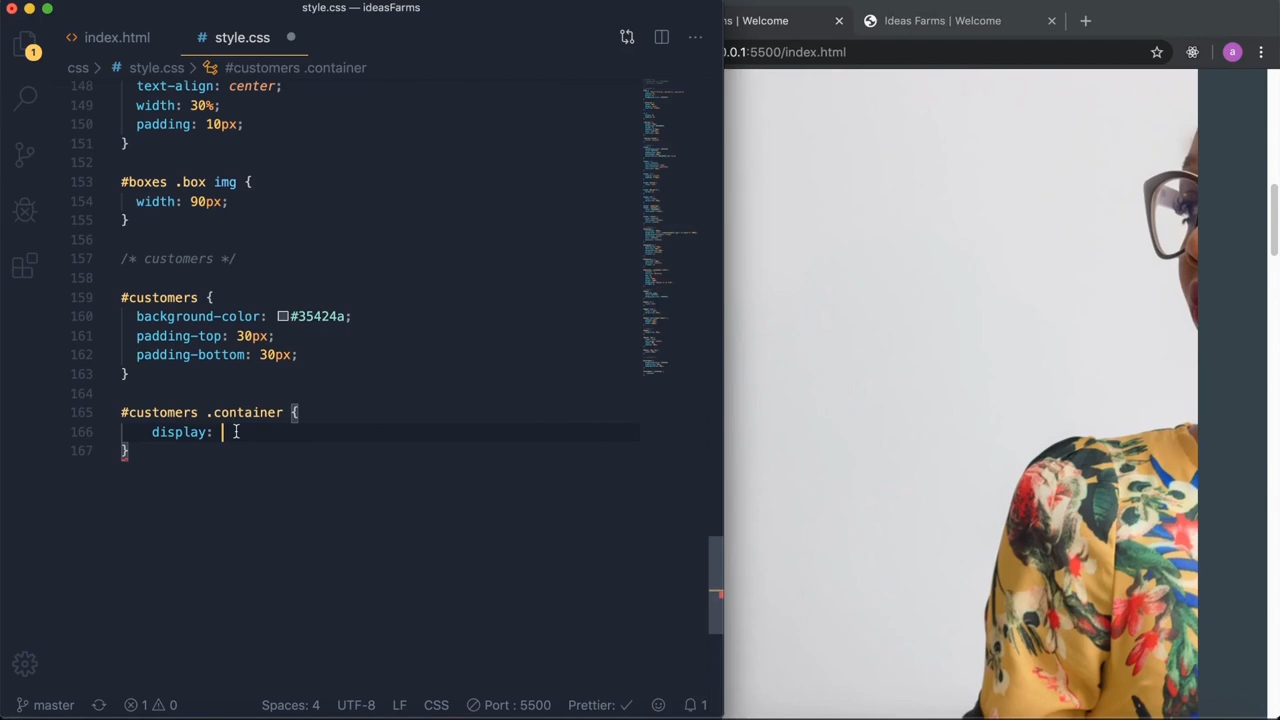 style.css — ideasFarms
index.html
style.css
1
css
style.css
#customers .container
148 text-align: center;
149 width: 30%;
150 padding: 10px;
151 }
152
153 #boxes .box img {
154 width: 90px;
155 }
156
157 /* customers */
158
159 #customers {
160 background-color: #35424a;
161 padding-top: 30px;
162 padding-bottom: 30px;
163 }
164
165 #customers .container {
166 display:
167 }
master
1 0
Spaces: 4
UTF-8
LF
CSS
Port : 5500
Prettier:
1
ns | Welcome
Ideas Farms | Welcome
0.0.1:5500/index.html
a